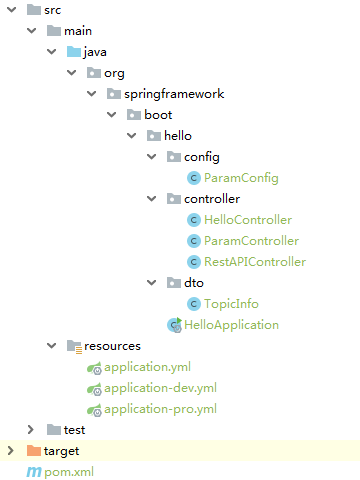 src
main
java
org
springframework
boot
hello
config
ParamConfig
controller
HelloController
ParamController
RestAPIController
dto
TopicInfo
HelloApplication
resources
application.yml
application-dev.yml
application-pro.yml
test
target
pom.xml